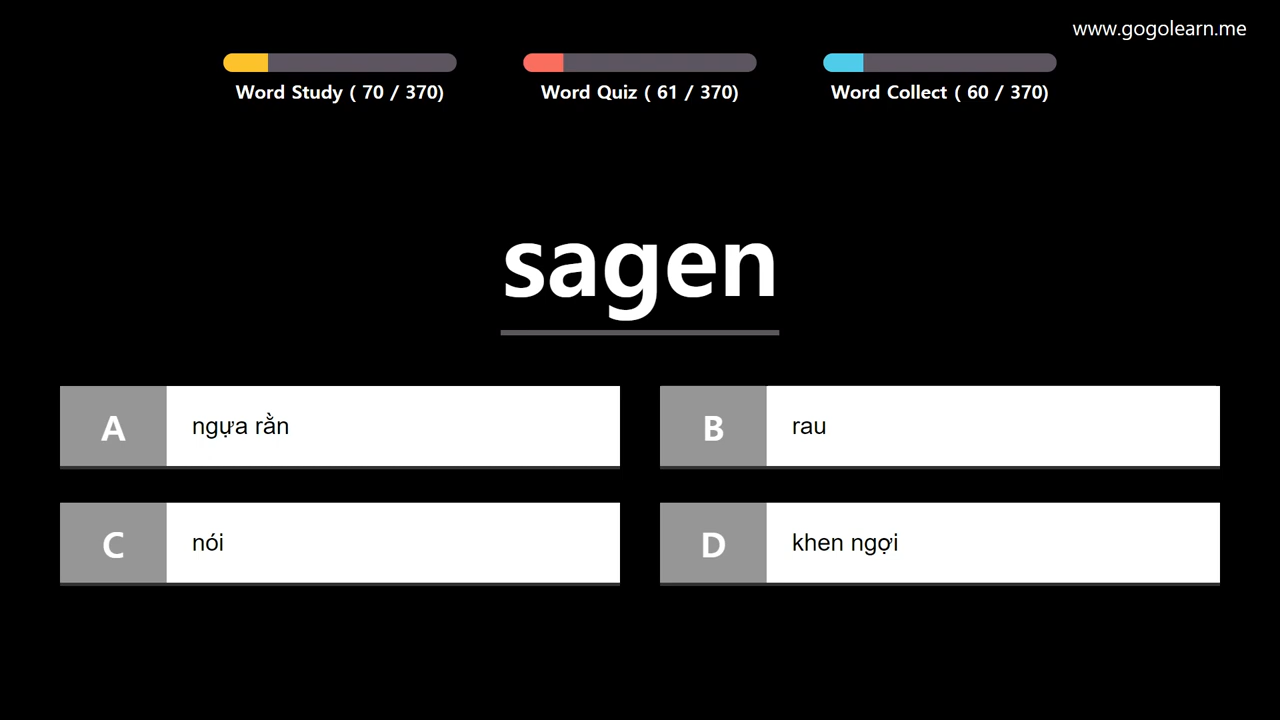 www.gogolearn.me
Word Study ( 70 / 370)
Word Quiz ( 61 / 370)
Word Collect ( 60 / 370)
sagen
A
ngựa rằn
B
rau
C
nói
D
khen ngợi